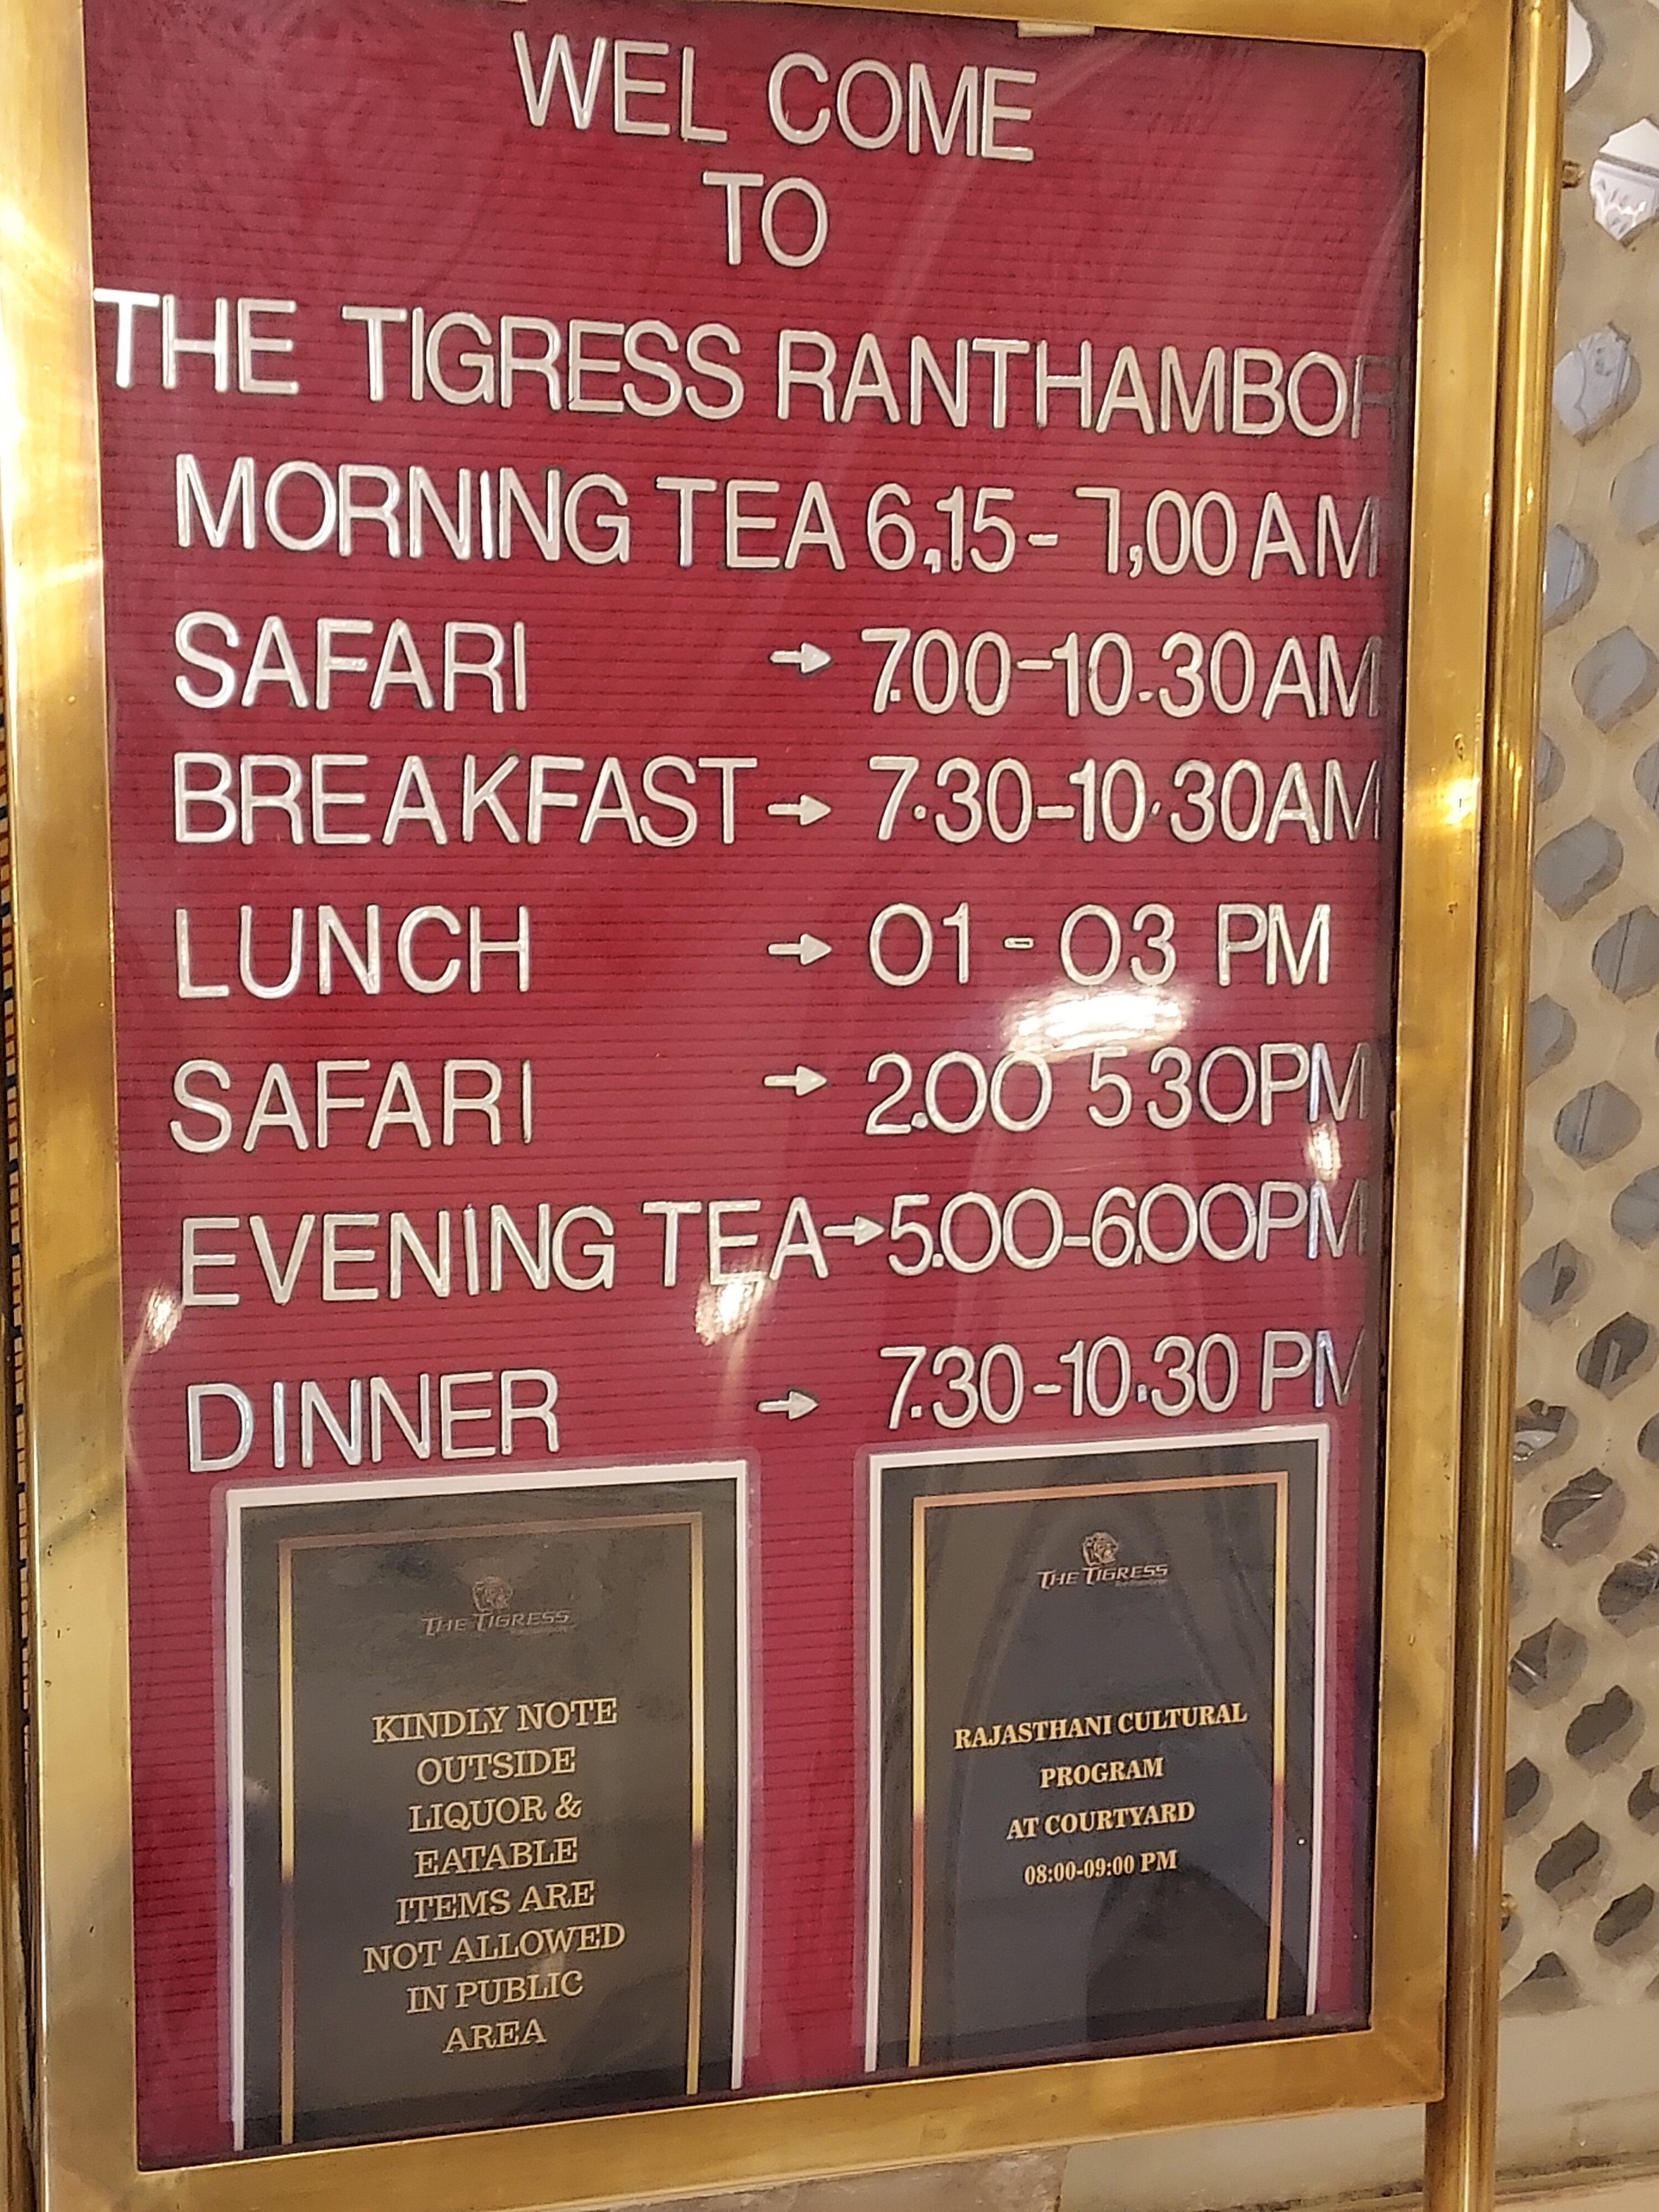 WEL COME
TO
THE TIGRESS RANTHAMBOR
MORNING TEA 6.15 - 7,00 AM
SAFARI → 7.00-10.30 AM
BREAKFAST → 7.30-10.30AM
LUNCH → 01 - 03 PM
SAFARI → 2.00 5 30PM
EVENING TEA→5.00-6.00PM
DINNER → 7.30-10.30 PM
THE TIGRESS
KINDLY NOTE
OUTSIDE
LIQUOR &
EATABLE
ITEMS ARE
NOT ALLOWED
IN PUBLIC
AREA
THE TIGRESS
RAJASTHANI CULTURAL
PROGRAM
AT COURTYARD
08:00-09:00 PM